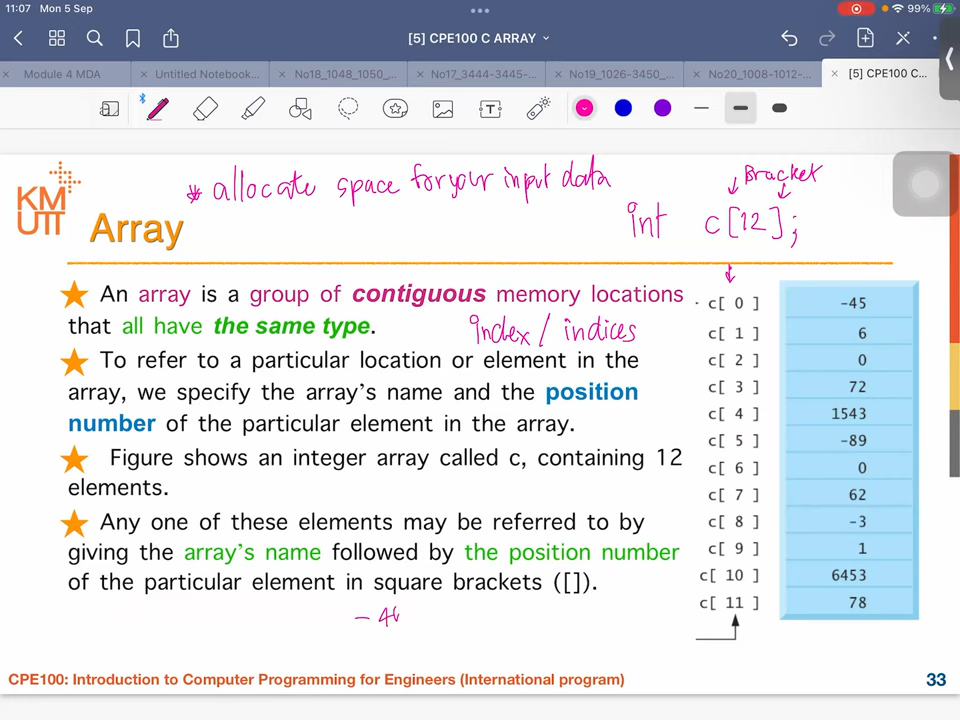 11:07 Mon 5 Sep
99%
[5] CPE100 C ARRAY
Module 4 MDA
Untitled Notebook...
No18_1048_1050_...
No17_3444-3445-...
No19_1026-3450_...
No20_1008-1012-...
[5] CPE100 C...
KM
UTT
* allocate space for your input data
Bracket
int c[12];
Array
An array is a group of contiguous memory locations
that all have the same type.
index / indices
To refer to a particular location or element in the
array, we specify the array's name and the position
number of the particular element in the array.
Figure shows an integer array called c, containing 12
elements.
Any one of these elements may be referred to by
giving the array's name followed by the position number
of the particular element in square brackets ([]).
c[ 0 ] -45
c[ 1 ] 6
c[ 2 ] 0
c[ 3 ] 72
c[ 4 ] 1543
c[ 5 ] -89
c[ 6 ] 0
c[ 7 ] 62
c[ 8 ] -3
c[ 9 ] 1
c[ 10 ] 6453
c[ 11 ] 78
CPE100: Introduction to Computer Programming for Engineers (International program)
33